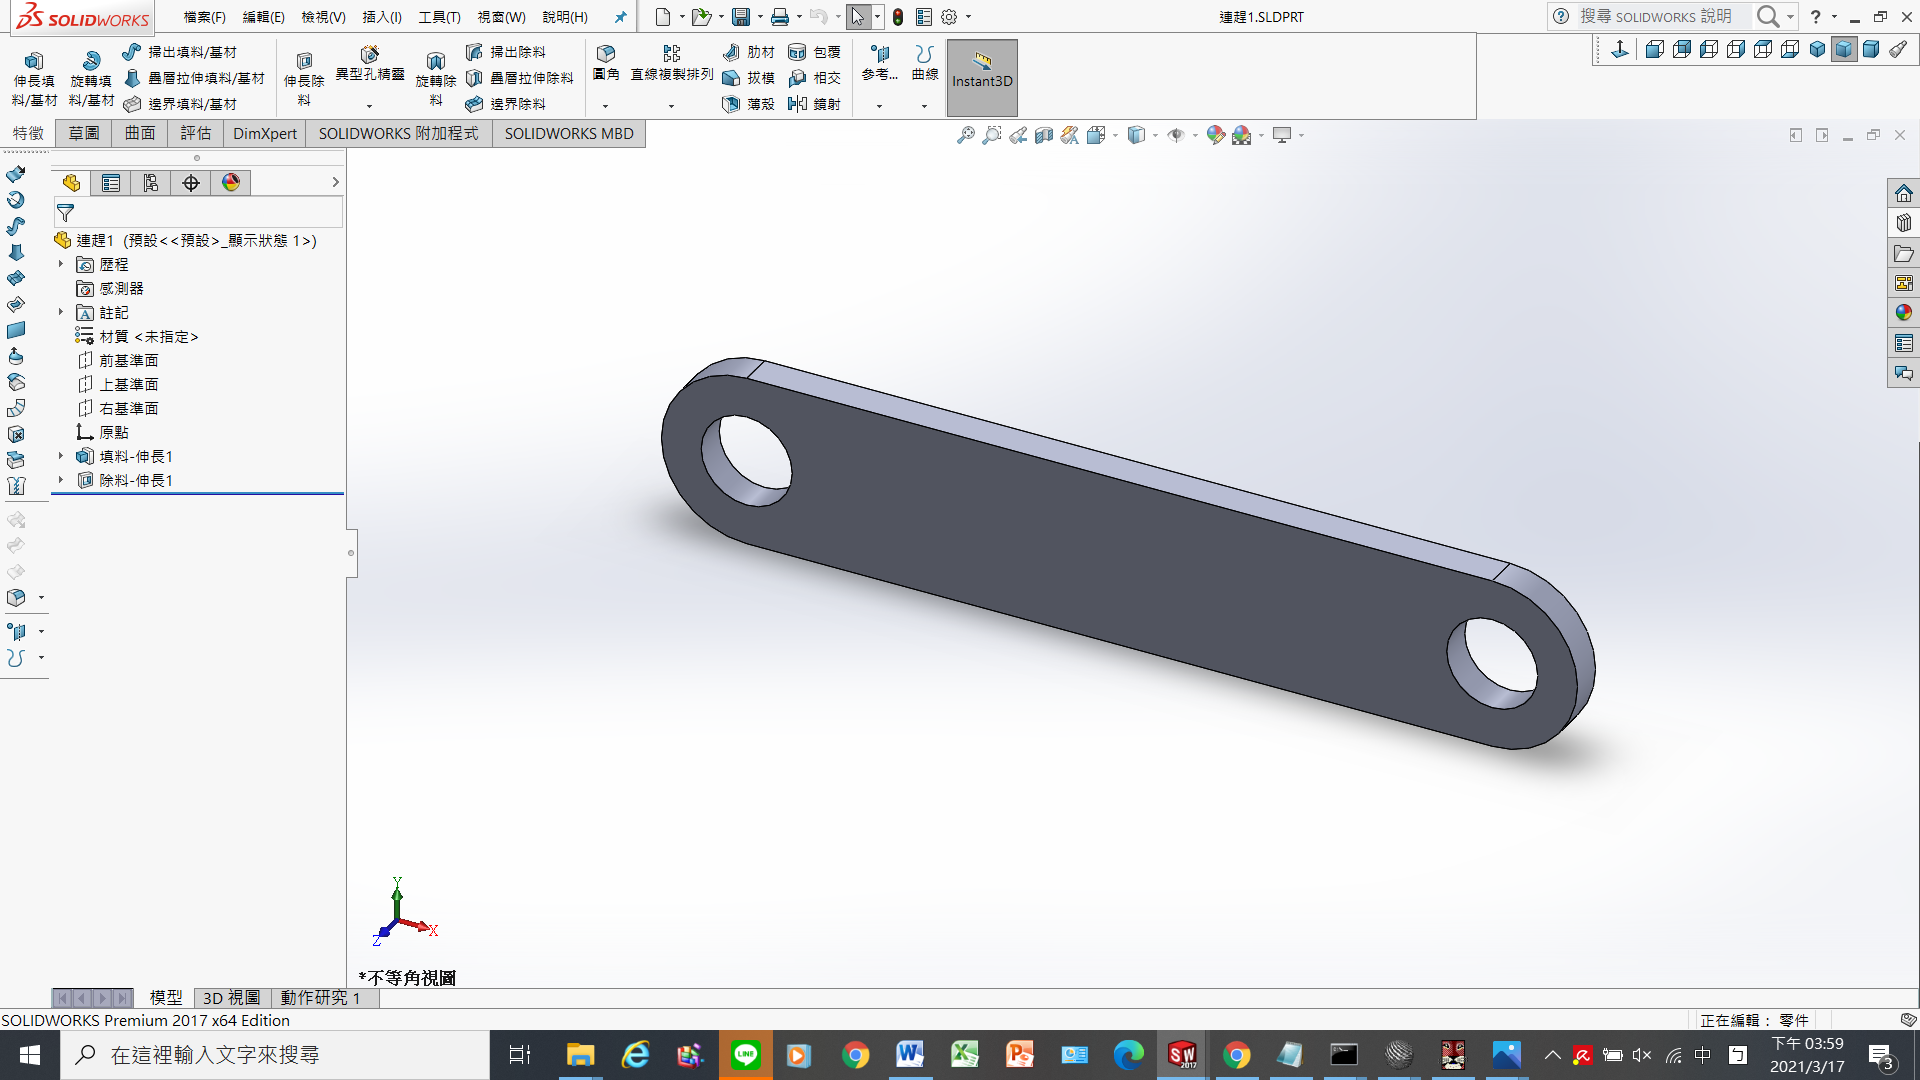 SOLIDWORKS 檔案(F) 編輯(E) 檢視(V) 插入(I) 工具(T) 視窗(W) 說明(H) 連趕1.SLDPRT 搜尋 SOLIDWORKS 說明 ?
伸長填料/基材
旋轉填料/基材
掃出填料/基材
疊層拉伸填料/基材
邊界填料/基材
伸長除料
異型孔精靈
旋轉除料
掃出除料
疊層拉伸除料
邊界除料
圓角
直線複製排列
肋材
拔模
薄殼
包覆
相交
鏡射
參考...
曲線
Instant3D
特徵 草圖 曲面 評估 DimXpert SOLIDWORKS 附加程式 SOLIDWORKS MBD
連趕1 (預設<<預設>_顯示狀態 1>)
歷程
感測器
註記
材質 <未指定>
前基準面
上基準面
右基準面
原點
填料-伸長1
除料-伸長1
Y
X
Z
*不等角視圖
模型 3D 視圖 動作研究 1
SOLIDWORKS Premium 2017 x64 Edition 正在編輯： 零件
在這裡輸入文字來搜尋
LINE
SW
2017
中
下午 03:59
2021/3/17
3